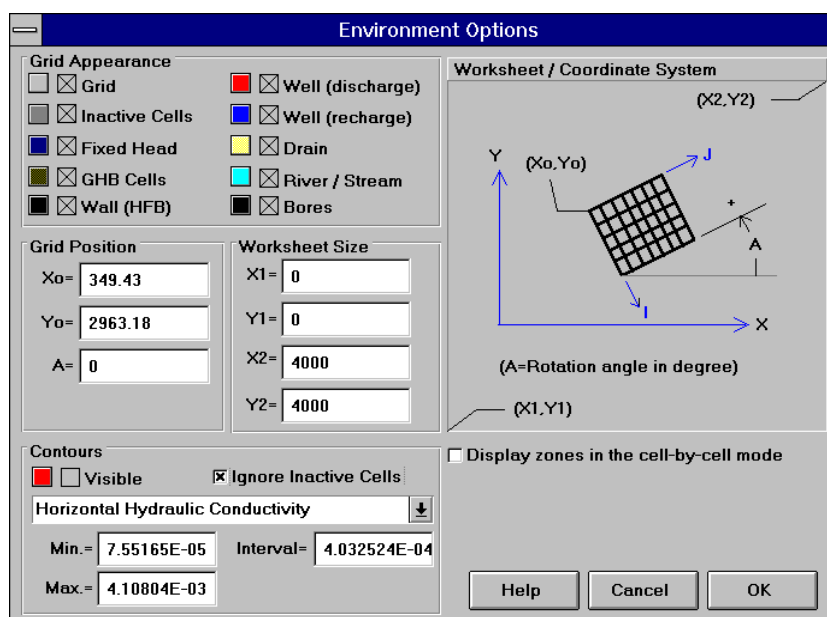 Environment Options
Grid Appearance
Grid
Well (discharge)
Inactive Cells
Well (recharge)
Fixed Head
Drain
GHB Cells
River / Stream
Wall (HFB)
Bores
Grid Position
Xo= 349.43
Yo= 2963.18
A= 0
Worksheet Size
X1= 0
Y1= 0
X2= 4000
Y2= 4000
Worksheet / Coordinate System
(X2,Y2)
Y
(Xo,Yo)
J
+
A
I
X
(A=Rotation angle in degree)
(X1,Y1)
Contours
Visible
Ignore Inactive Cells
Horizontal Hydraulic Conductivity
Min.= 7.55165E-05
Interval= 4.032524E-04
Max.= 4.10804E-03
Display zones in the cell-by-cell mode
Help
Cancel
OK